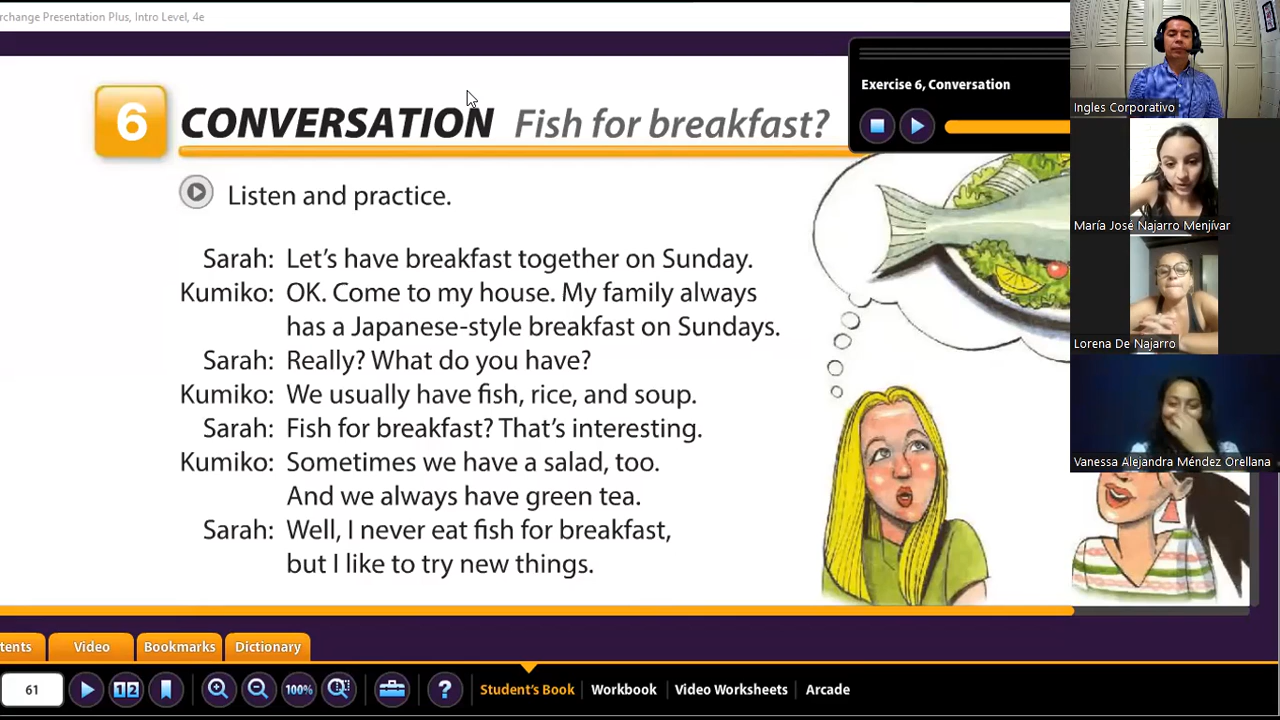 rchange Presentation Plus, Intro Level, 4e
6 CONVERSATION Fish for breakfast?
Exercise 6, Conversation
Listen and practice.
Sarah: Let's have breakfast together on Sunday.
Kumiko: OK. Come to my house. My family always
has a Japanese-style breakfast on Sundays.
Sarah: Really? What do you have?
Kumiko: We usually have fish, rice, and soup.
Sarah: Fish for breakfast? That's interesting.
Kumiko: Sometimes we have a salad, too.
And we always have green tea.
Sarah: Well, I never eat fish for breakfast,
but I like to try new things.
Ingles Corporativo
María José Najarro Menjívar
Lorena De Najarro
Vanessa Alejandra Méndez Orellana
tents Video Bookmarks Dictionary
61 1 2 100% ? Student's Book Workbook Video Worksheets Arcade